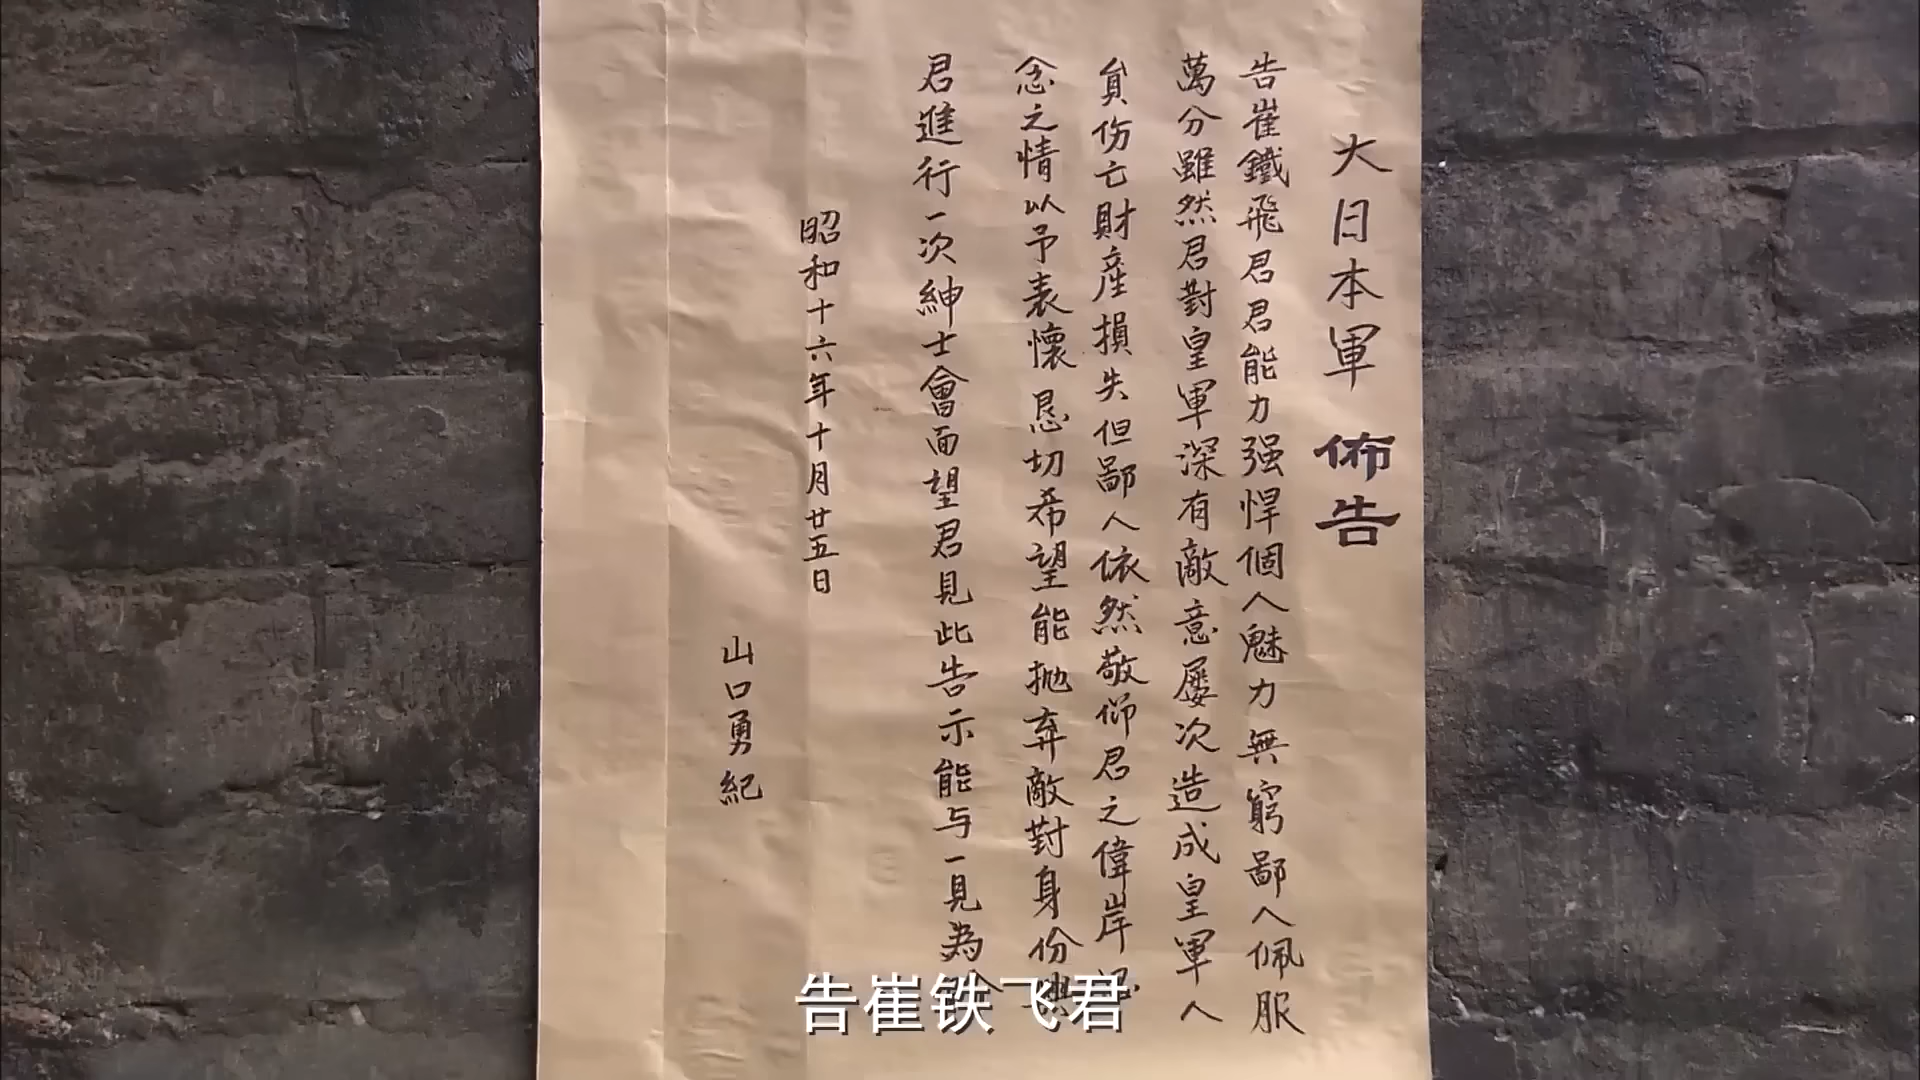 大日本軍 佈告
告崔鐵飛君君能力强悍個人魅力無窮鄙人佩服
萬分雖然君對皇軍深有敵意屢次造成皇軍人
員伤亡財產損失但鄙人依然敬仰君之偉岸
念之情以予表懷恳切希望能抛弃敵對身份
君進行一次紳士會面望君見此告示能与一見為
昭和十六年十月廿五日
山口勇紀
告崔铁飞君